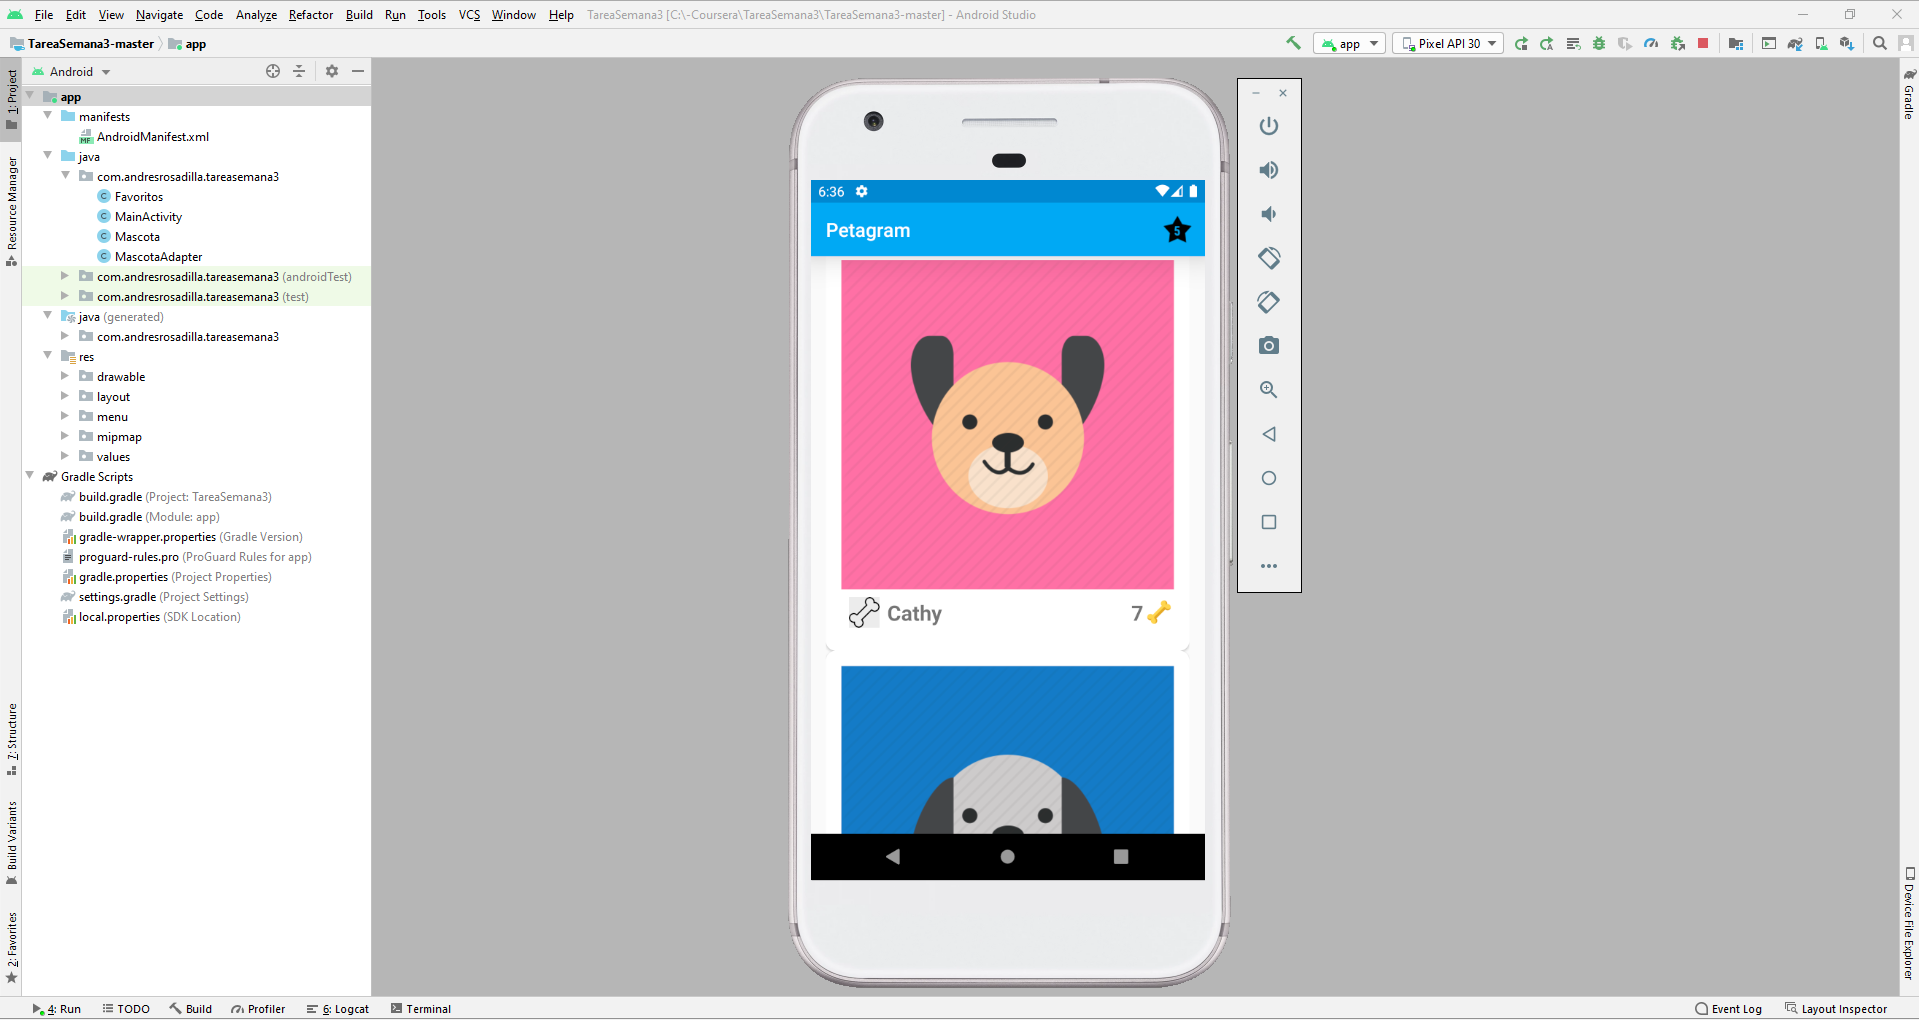 File Edit View Navigate Code Analyze Refactor Build Run Tools VCS Window Help TareaSemana3 [C:\-Coursera\TareaSemana3\TareaSemana3-master] - Android Studio
TareaSemana3-master app
app Pixel API 30
Android
app
manifests
MF AndroidManifest.xml
java
com.andresrosadilla.tareasemana3
C Favoritos
C MainActivity
C Mascota
C MascotaAdapter
com.andresrosadilla.tareasemana3 (androidTest)
com.andresrosadilla.tareasemana3 (test)
java (generated)
com.andresrosadilla.tareasemana3
res
drawable
layout
menu
mipmap
values
Gradle Scripts
build.gradle (Project: TareaSemana3)
build.gradle (Module: app)
gradle-wrapper.properties (Gradle Version)
proguard-rules.pro (ProGuard Rules for app)
gradle.properties (Project Properties)
settings.gradle (Project Settings)
local.properties (SDK Location)
1: Project
Resource Manager
7: Structure
Build Variants
2: Favorites
6:36
Petagram 5
Cathy 7
Gradle
Device File Explorer
4: Run TODO Build Profiler 6: Logcat Terminal Event Log Layout Inspector